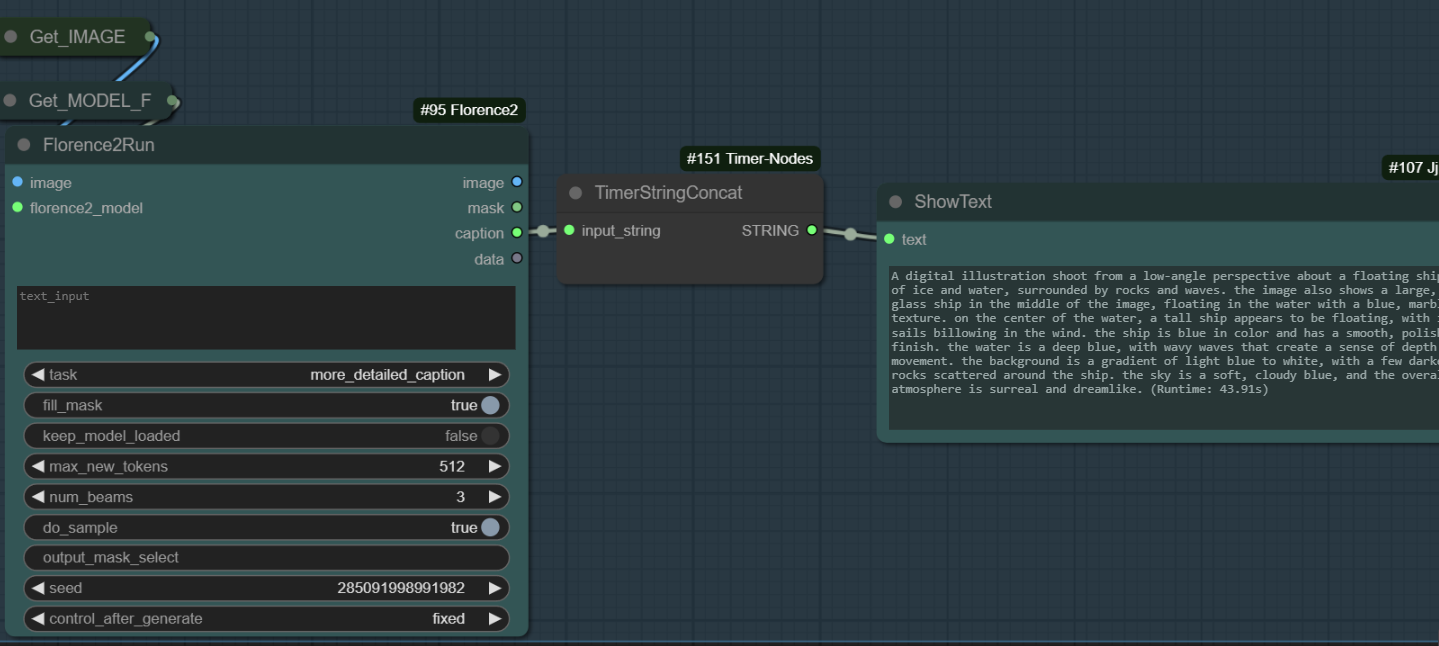 Get_IMAGE
Get_MODEL_F
#95 Florence2
Florence2Run
image
image
florence2_model
mask
caption
data
text_input
task more_detailed_caption
fill_mask true
keep_model_loaded false
max_new_tokens 512
num_beams 3
do_sample true
output_mask_select
seed 285091998991982
control_after_generate fixed
#151 Timer-Nodes
TimerStringConcat
input_string STRING
#107
ShowText
text
A digital illustration shoot from a low-angle perspective about a floating
of ice and water, surrounded by rocks and waves. the image also shows a large,
glass ship in the middle of the image, floating in the water with a blue,
texture. on the center of the water, a tall ship appears to be floating, with
sails billowing in the wind. the ship is blue in color and has a smooth,
finish. the water is a deep blue, with wavy waves that create a sense of depth
movement. the background is a gradient of light blue to white, with a few
rocks scattered around the ship. the sky is a soft, cloudy blue, and the
atmosphere is surreal and dreamlike. (Runtime: 43.91s)